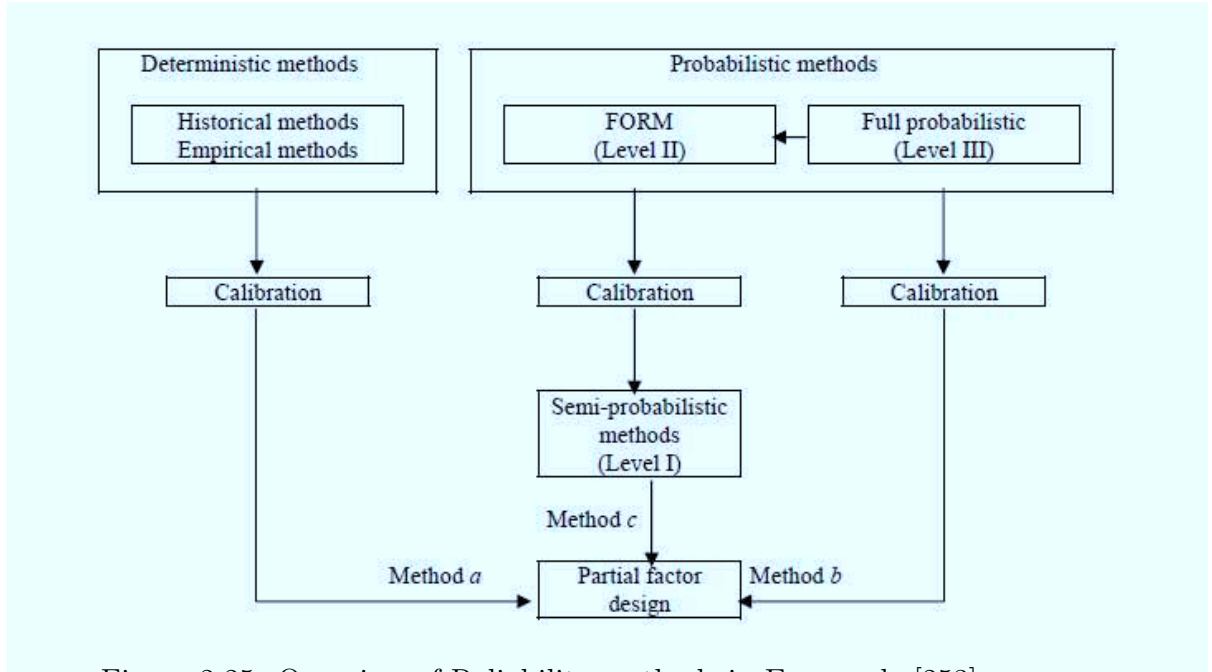 Deterministic methods
Historical methods
Empirical methods
Probabilistic methods
FORM
(Level II)
Full probabilistic
(Level III)
Calibration
Calibration
Calibration
Semi-probabilistic
methods
(Level I)
Method c
Method a
Partial factor
design
Method b